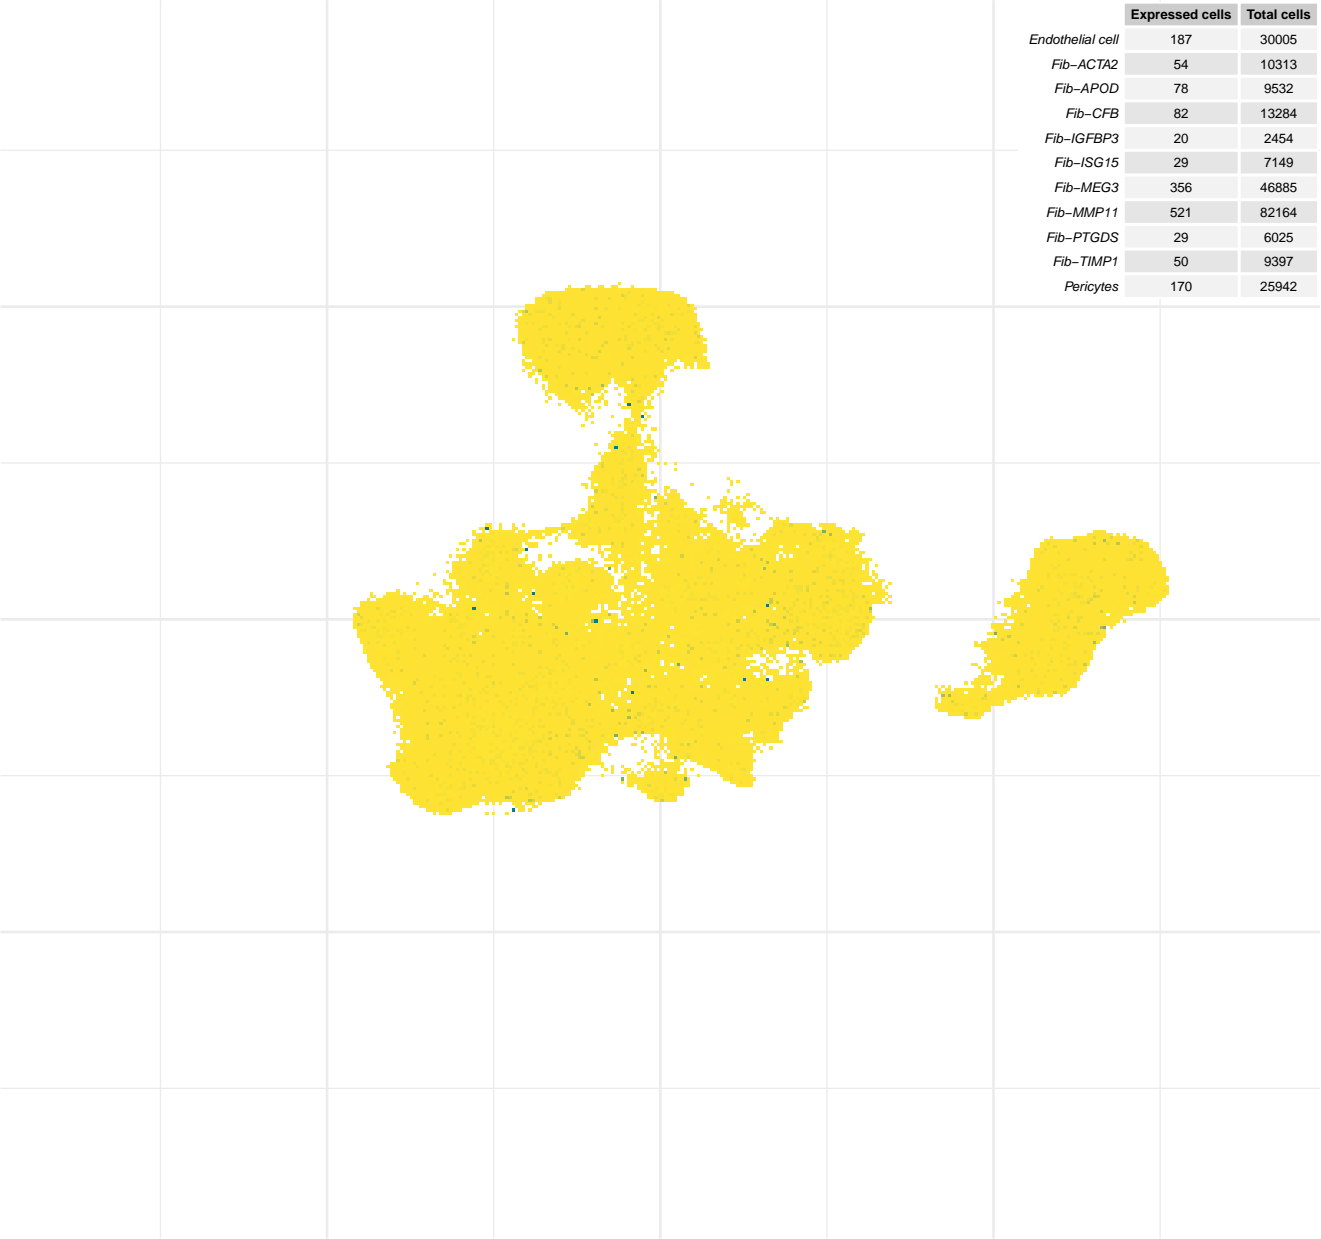 Expressed cells Total cells
Endothelial cell 187 30005
Fib−ACTA2 54 10313
Fib−APOD 78 9532
Fib−CFB 82 13284
Fib−IGFBP3 20 2454
Fib−ISG15 29 7149
Fib−MEG3 356 46885
Fib−MMP11 521 82164
Fib−PTGDS 29 6025
Fib−TIMP1 50 9397
Pericytes 170 25942